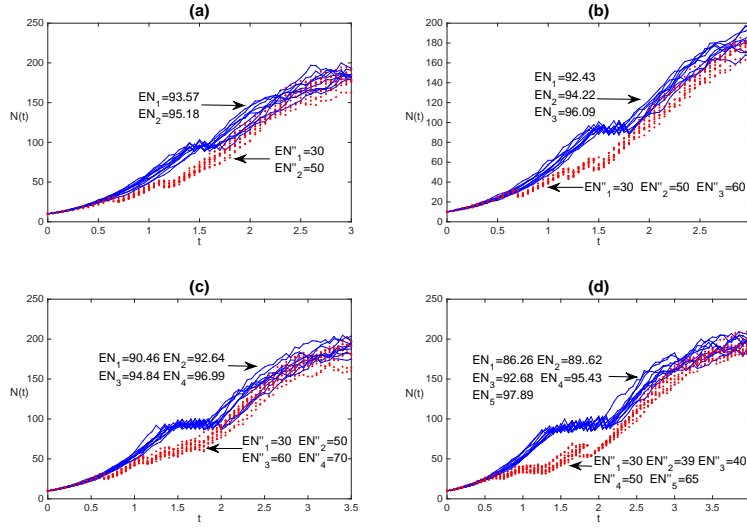 (a)
250
200
150
100
50
0
N(t)
EN1=93.57
EN2=95.18
EN''1=30
EN''2=50
0 0.5 1 1.5 2 2.5 3
t
(b)
200
180
160
140
120
100
80
60
40
20
0
N(t)
EN1=92.43
EN2=94.22
EN3=96.09
EN''1=30 EN''2=50 EN''3=60
0 0.5 1 1.5 2 2.5
t
(c)
250
200
150
100
50
0
N(t)
EN1=90.46 EN2=92.64
EN3=94.84 EN4=96.99
EN''1=30 EN''2=50
EN''3=60 EN''4=70
0 0.5 1 1.5 2 2.5 3 3.5
t
(d)
250
200
150
100
50
0
N(t)
EN1=86.26 EN2=89..62
EN3=92.68 EN4=95.43
EN5=97.89
EN''1=30 EN''2=39 EN''3=40
EN''4=50 EN''5=65
0 0.5 1 1.5 2 2.5 3 3.5
t